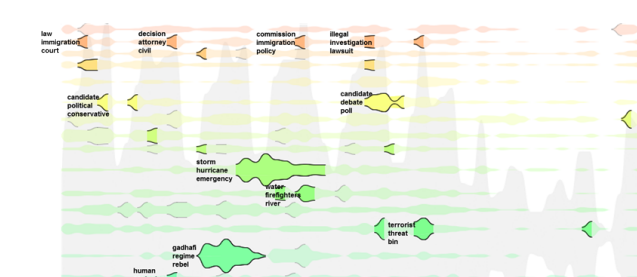 law
immigration
court
decision
attorney
civil
commission
immigration
policy
illegal
investigation
lawsuit
candidate
political
conservative
candidate
debate
poll
storm
hurricane
emergency
water
firefighters
river
terrorist
threat
bin
gadhafi
regime
rebel
human